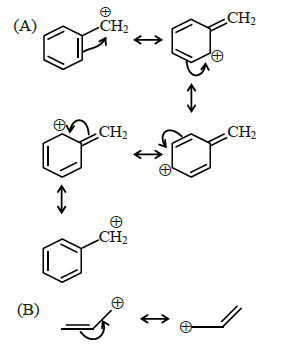 (A) ⊕ CH₂ ↔ CH₂ ⊕
↕
⊕ CH₂ ↔ CH₂ ⊕
↕
⊕
CH₂
(B) ⊕ ↔ ⊕